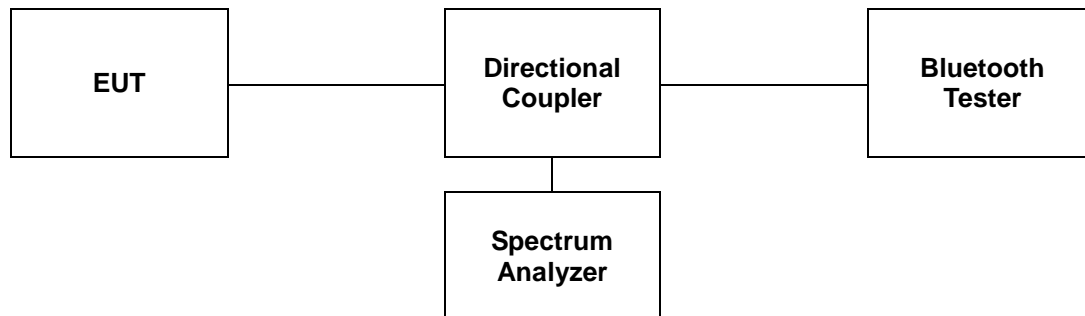 EUT
Directional
Coupler
Bluetooth
Tester
Spectrum
Analyzer